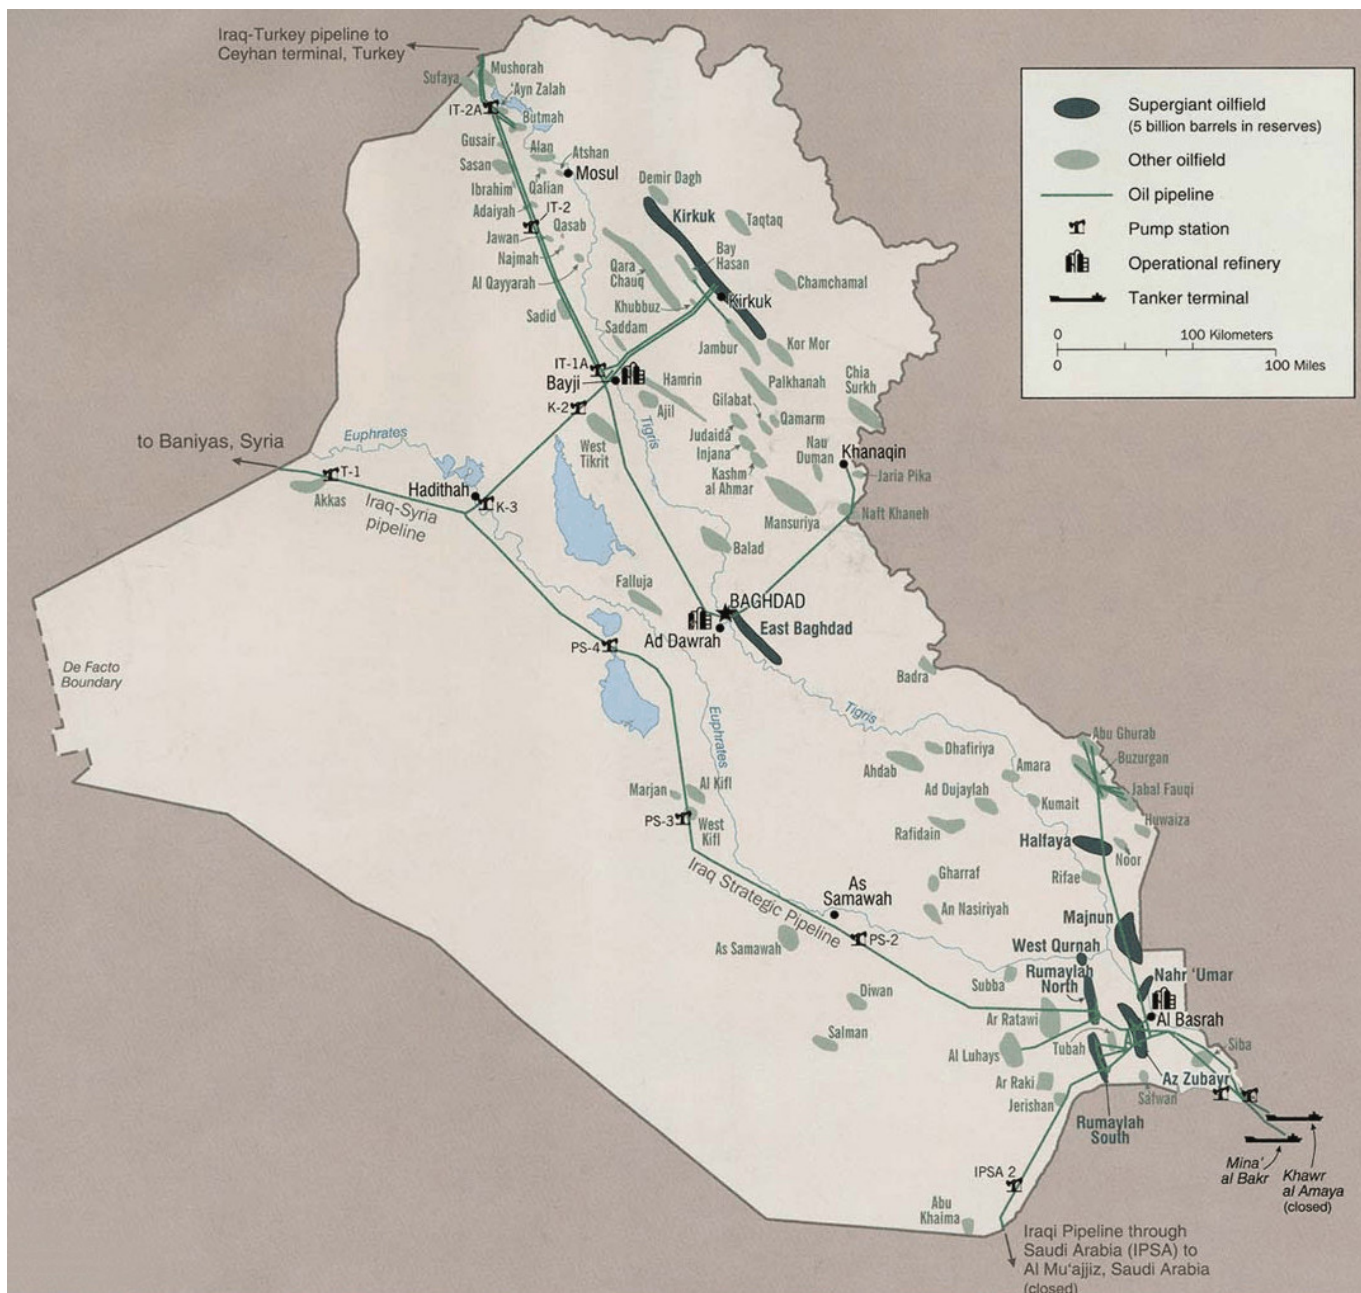 Iraq-Turkey pipeline to
Ceyhan terminal, Turkey
Mushorah
Sufaya
'Ayn Zalah
IT-2A
Butmah
Gusair
Alan
Atshan
Sasan
Mosul
Ibrahim
Qalian
Demir Dagh
Adaiyah
IT-2
Kirkuk
Taqtaq
Jawan
Qasab
Najmah
Bay
Hasan
Al Qayyarah
Qara
Chauq
Chamchamal
Khubbuz
Kirkuk
Sadid
Saddam
Jambur
Kor Mor
IT-1A
Bayji
Hamrin
Palkhanah
Chia
Surkh
K-2
Ajil
Gilabat
Qamarm
to Baniyas, Syria
Euphrates
West
Tikrit
Tigris
Judaida
Injana
Nau
Duman
Khanaqin
T-1
Kashm
al Ahmar
Jaria Pika
Akkas
Hadithah
K-3
Iraq-Syria
pipeline
Mansuriya
Naft Khaneh
Balad
Falluja
BAGHDAD
East Baghdad
Ad Dawrah
PS-4
De Facto
Boundary
Badra
Euphrates
Tigris
Abu Ghurab
Dhafiriya
Buzurgan
Ahdab
Amara
Marjan
Al Kifl
Ad Dujaylah
Kumait
Jabal Fauqi
PS-3
West
Kifl
Rafidain
Huwaiza
Halfaya
Noor
Iraq Strategic Pipeline
Gharraf
Rifae
As
Samawah
An Nasiriyah
Majnun
As Samawah
PS-2
West Qurnah
Subba
Rumaylah
North
Nahr 'Umar
Diwan
Ar Ratawi
Al Basrah
Salman
Al Luhays
Tubah
Siba
Ar Raki
Az Zubayr
Jerishan
Safwan
Rumaylah
South
IPSA 2
Mina'
al Bakr
Khawr
al Amaya
(closed)
Abu
Khaima
Iraqi Pipeline through
Saudi Arabia (IPSA) to
Al Mu'ajjiz, Saudi Arabia
(closed)
Supergiant oilfield
(5 billion barrels in reserves)
Other oilfield
Oil pipeline
Pump station
Operational refinery
Tanker terminal
0 100 Kilometers
0 100 Miles